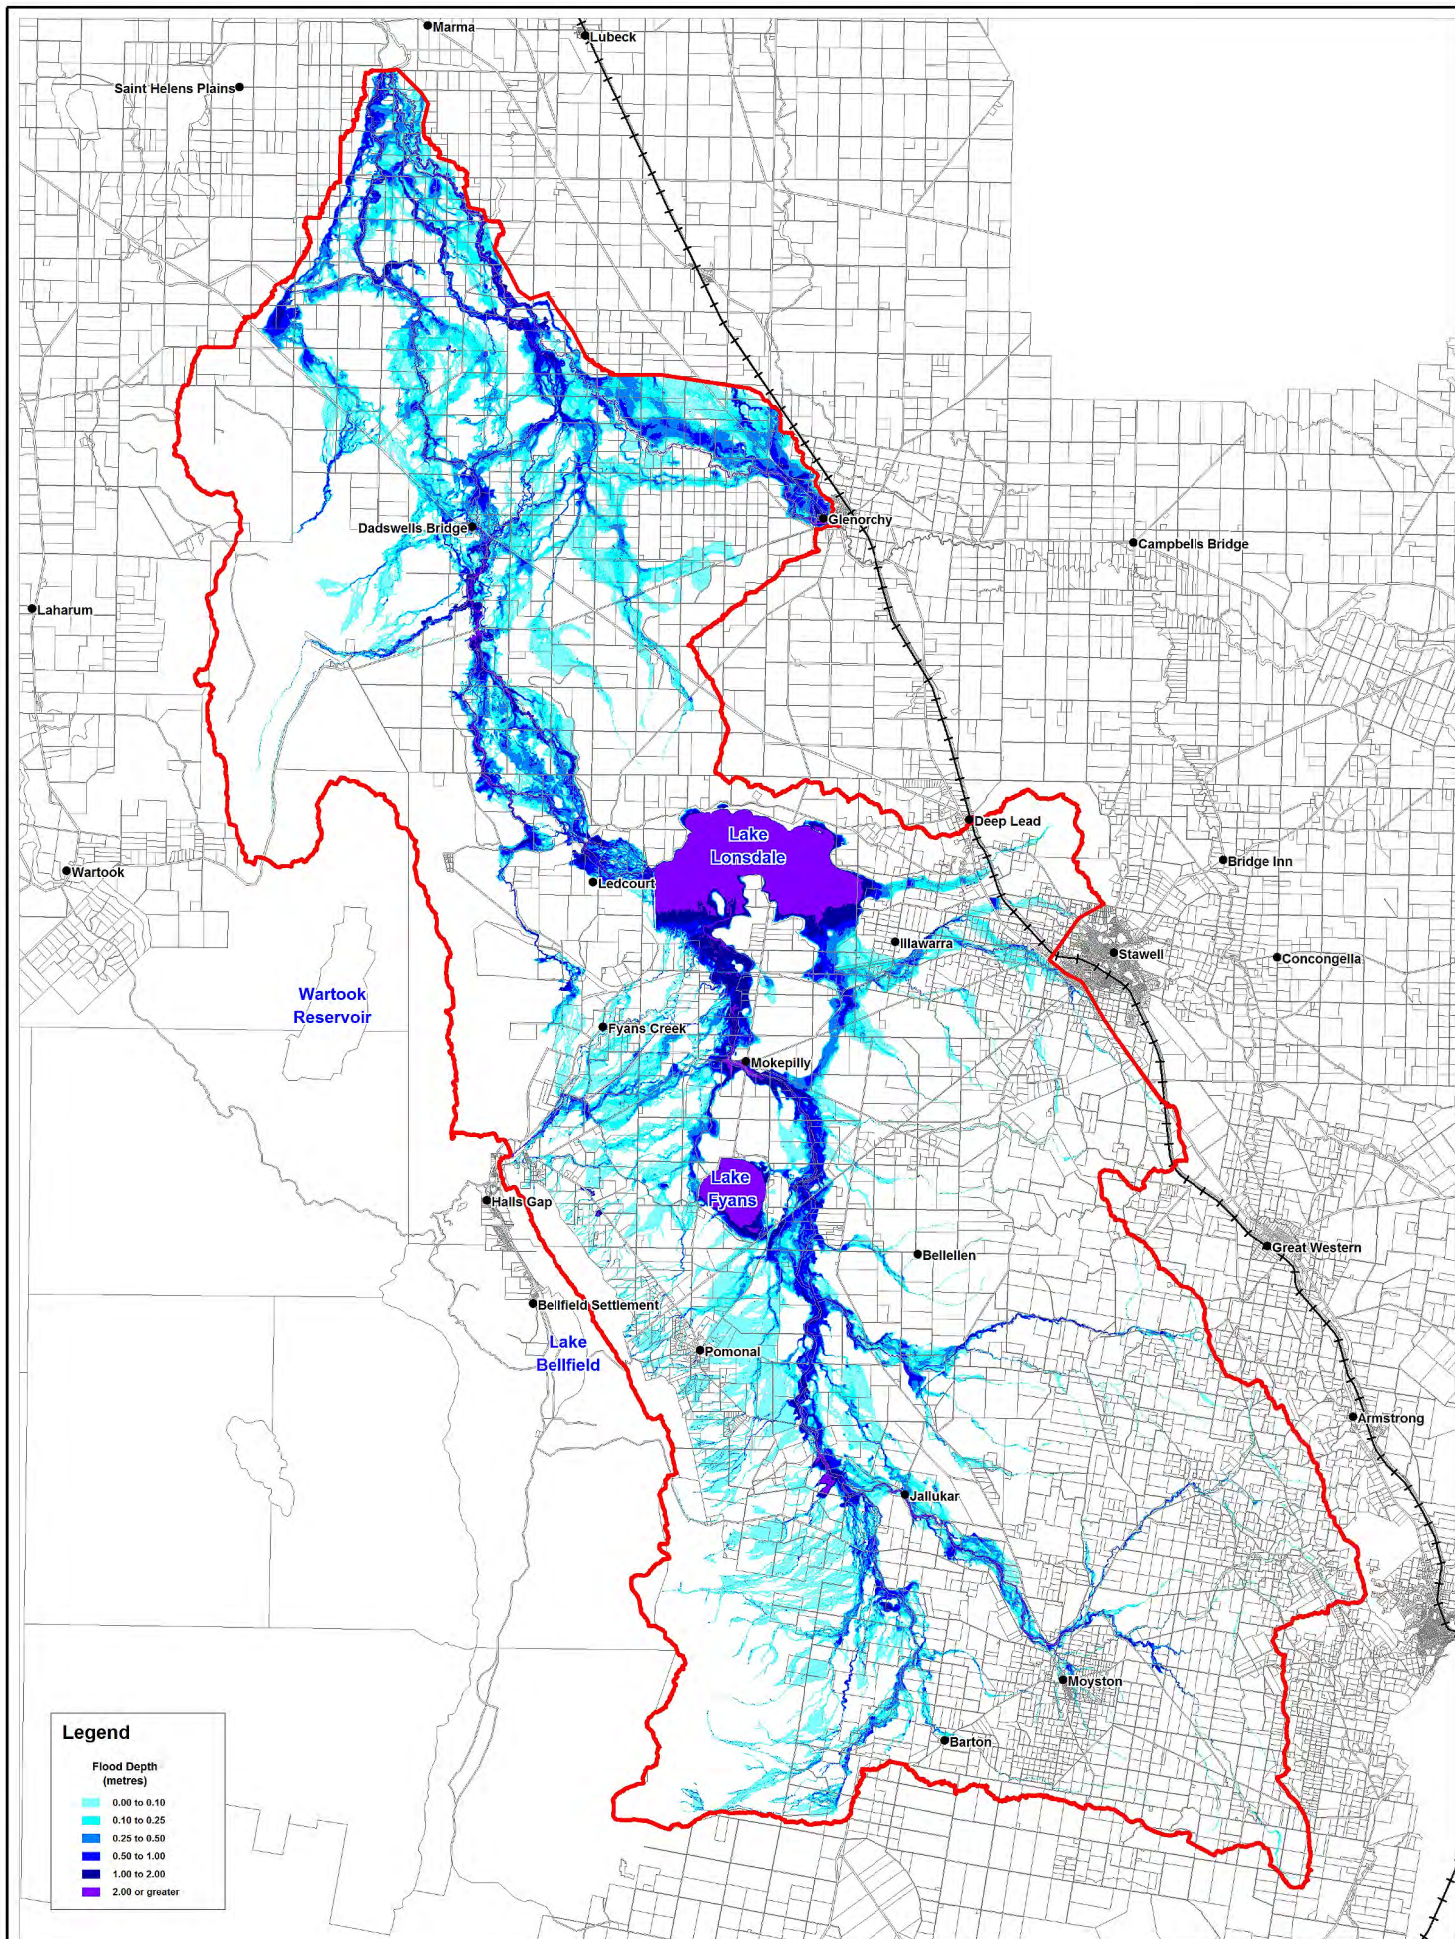 Marma
Lubeck
Saint Helens Plains
Glenorchy
Dadswells Bridge
Campbells Bridge
Laharum
Deep Lead
Lake
Lonsdale
Bridge Inn
Wartook
Ledcourt
Illawarra
Stawell
Concongella
Wartook
Reservoir
Fyans Creek
Mokepilly
Lake
Fyans
Halls Gap
Great Western
Bellellen
Bellfield Settlement
Lake
Bellfield
Pomonal
Armstrong
Jallukar
Moyston
Barton
Legend
Flood Depth
(metres)
0.00 to 0.10
0.10 to 0.25
0.25 to 0.50
0.50 to 1.00
1.00 to 2.00
2.00 or greater